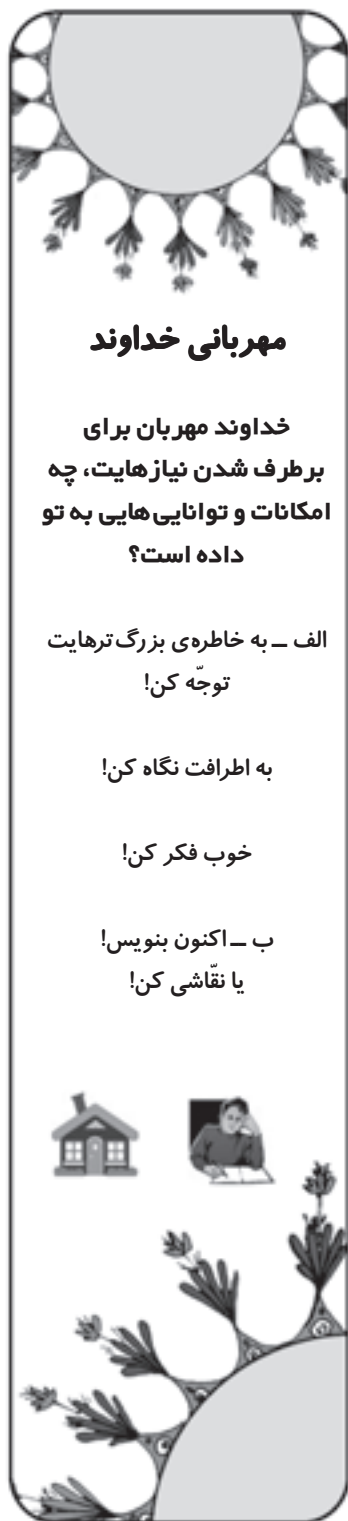 مهربانی خداوند
خداوند مهربان برای
برطرف شدن نیازهایت، چه
امکانات و توانایی‌هایی به تو
داده است؟
الف ــ به خاطره‌ی بزرگ‌ترهایت
توجّه کن!
به اطرافت نگاه کن!
خوب فکر کن!
ب ــ اکنون بنویس!
یا نقّاشی کن!